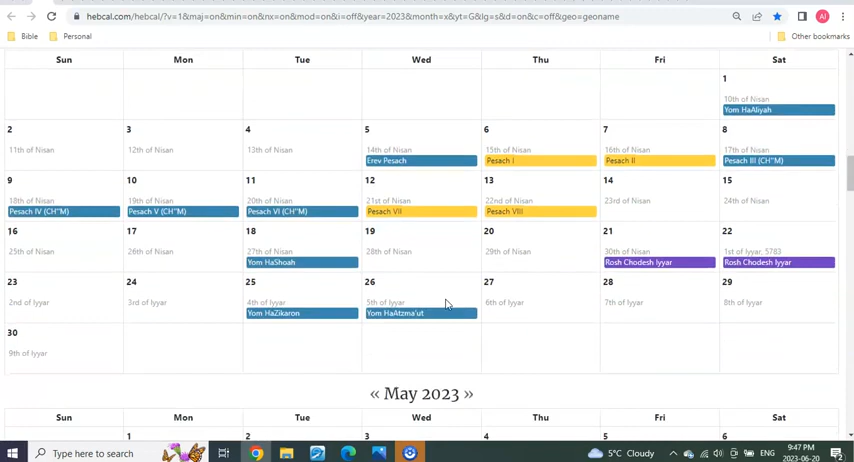 hebcal.com/hebcal/?v=1&maj=on&min=on&nx=on&mod=on&i=off&year=2023&month=x&yt=G&lg=s&d=on&c=off&geo=geoname
AI
Bible Personal Other bookmarks
Sun Mon Tue Wed Thu Fri Sat
1
10th of Nisan
Yom HaAliyah
2 3 4 5 6 7 8
11th of Nisan 12th of Nisan 13th of Nisan 14th of Nisan 15th of Nisan 16th of Nisan 17th of Nisan
Erev Pesach Pesach I Pesach II Pesach III (CH"M)
9 10 11 12 13 14 15
18th of Nisan 19th of Nisan 20th of Nisan 21st of Nisan 22nd of Nisan 23rd of Nisan 24th of Nisan
Pesach IV (CH"M) Pesach V (CH"M) Pesach VI (CH"M) Pesach VII Pesach VIII
16 17 18 19 20 21 22
25th of Nisan 26th of Nisan 27th of Nisan 28th of Nisan 29th of Nisan 30th of Nisan 1st of Iyyar, 5783
Yom HaShoah Rosh Chodesh Iyyar Rosh Chodesh Iyyar
23 24 25 26 27 28 29
2nd of Iyyar 3rd of Iyyar 4th of Iyyar 5th of Iyyar 6th of Iyyar 7th of Iyyar 8th of Iyyar
Yom HaZikaron Yom HaAtzma'ut
30
9th of Iyyar
« May 2023 »
Sun Mon Tue Wed Thu Fri Sat
1 2 3 4 5 6
Type here to search 5°C Cloudy ENG 9:47 PM
2023-06-20 2